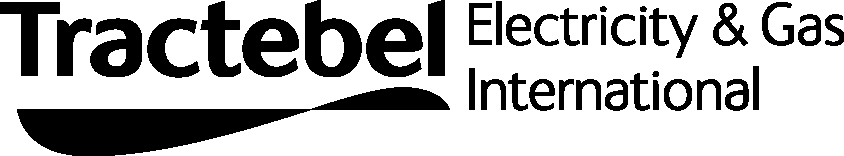 Tractebel
Electricity & Gas
International